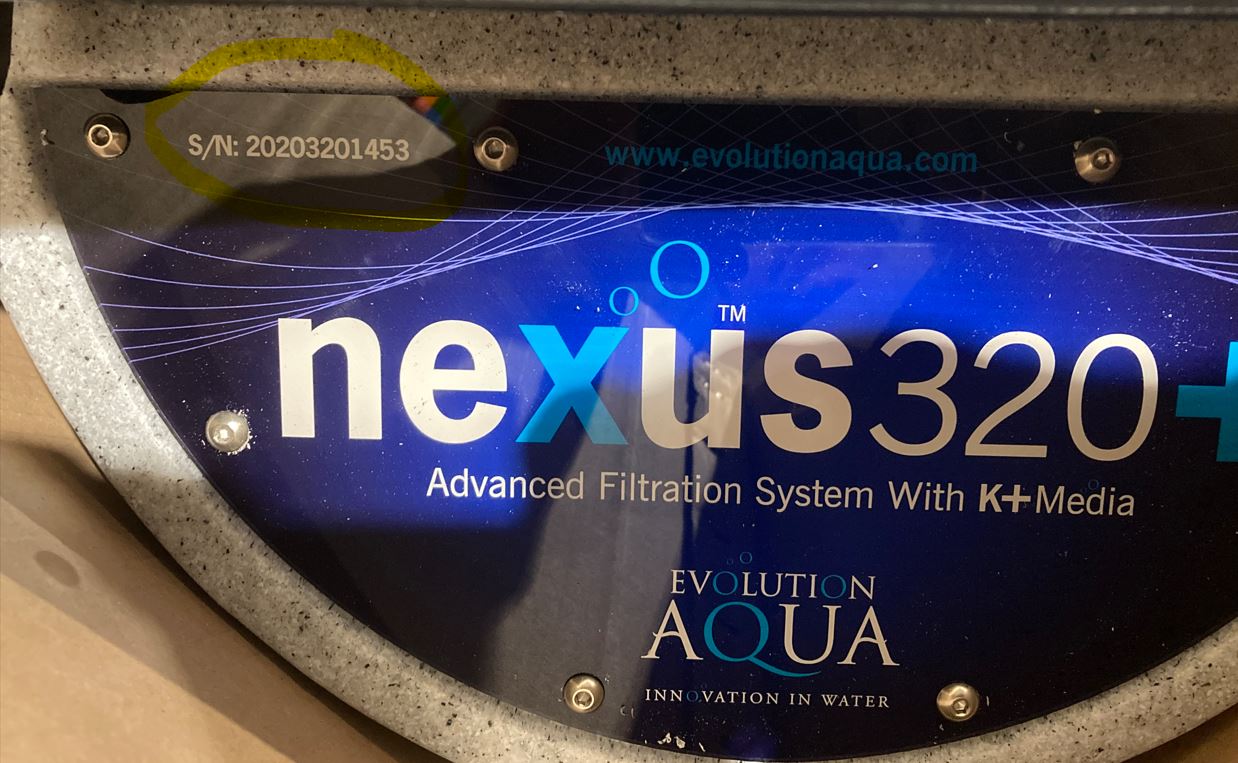 S/N: 20203201453
www.evolutionaqua.com
nexus™320+
Advanced Filtration System With K+Media
EVOLUTION
AQUA
INNOVATION IN WATER